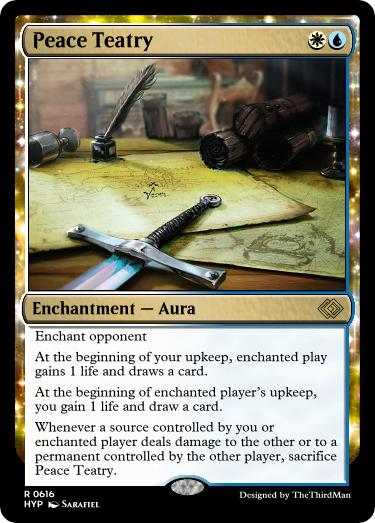 Peace Teatry
Enchantment — Aura
Enchant opponent
At the beginning of your upkeep, enchanted play
gains 1 life and draws a card.
At the beginning of enchanted player's upkeep,
you gain 1 life and draw a card.
Whenever a source controlled by you or
enchanted player deals damage to the other or to a
permanent controlled by the other player, sacrifice
Peace Teatry.
R 0616
HYP SARAFIEL
Designed by TheThirdMan